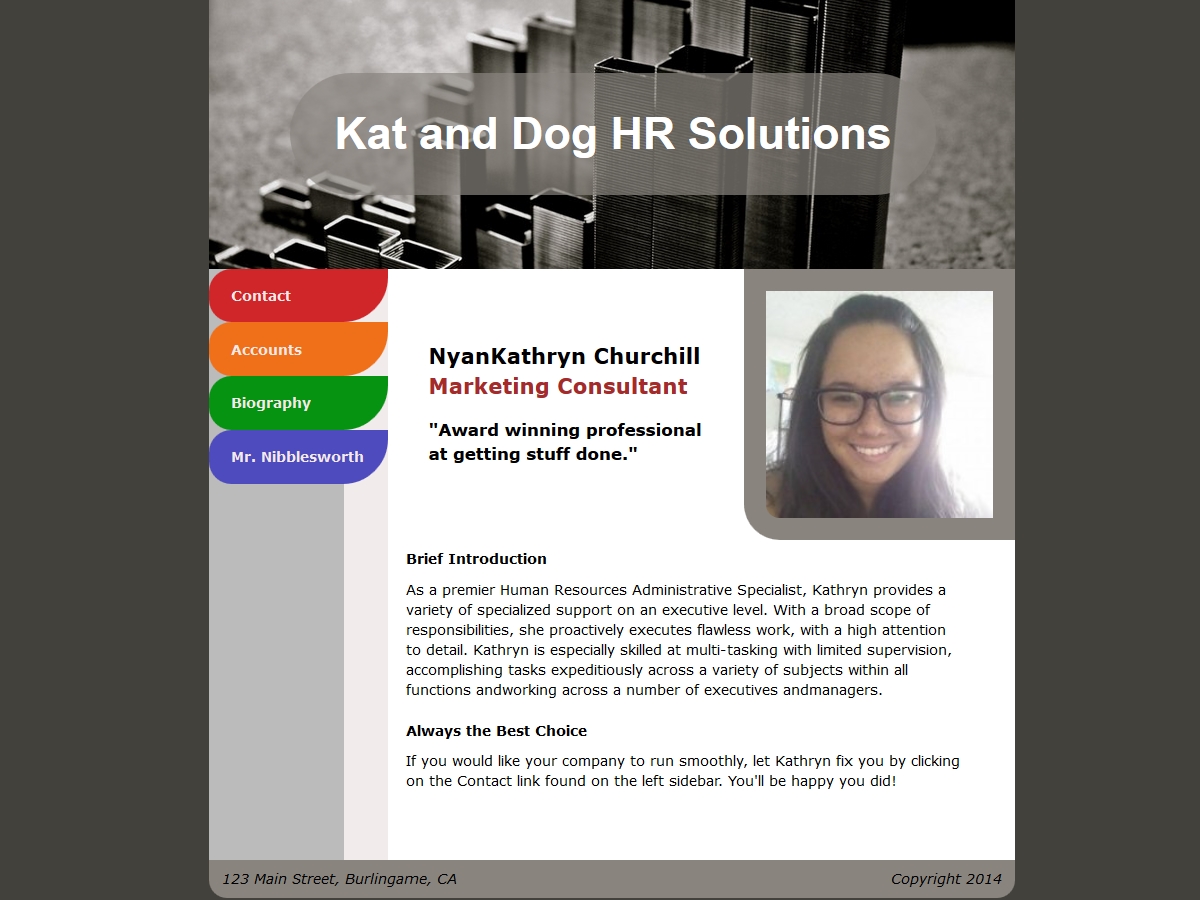 Kat and Dog HR Solutions
Contact
Accounts
Biography
Mr. Nibblesworth
NyanKathryn Churchill
Marketing Consultant
"Award winning professional
at getting stuff done."
Brief Introduction
As a premier Human Resources Administrative Specialist, Kathryn provides a
variety of specialized support on an executive level. With a broad scope of
responsibilities, she proactively executes flawless work, with a high attention
to detail. Kathryn is especially skilled at multi-tasking with limited supervision,
accomplishing tasks expeditiously across a variety of subjects within all
functions andworking across a number of executives andmanagers.
Always the Best Choice
If you would like your company to run smoothly, let Kathryn fix you by clicking
on the Contact link found on the left sidebar. You'll be happy you did!
123 Main Street, Burlingame, CA
Copyright 2014